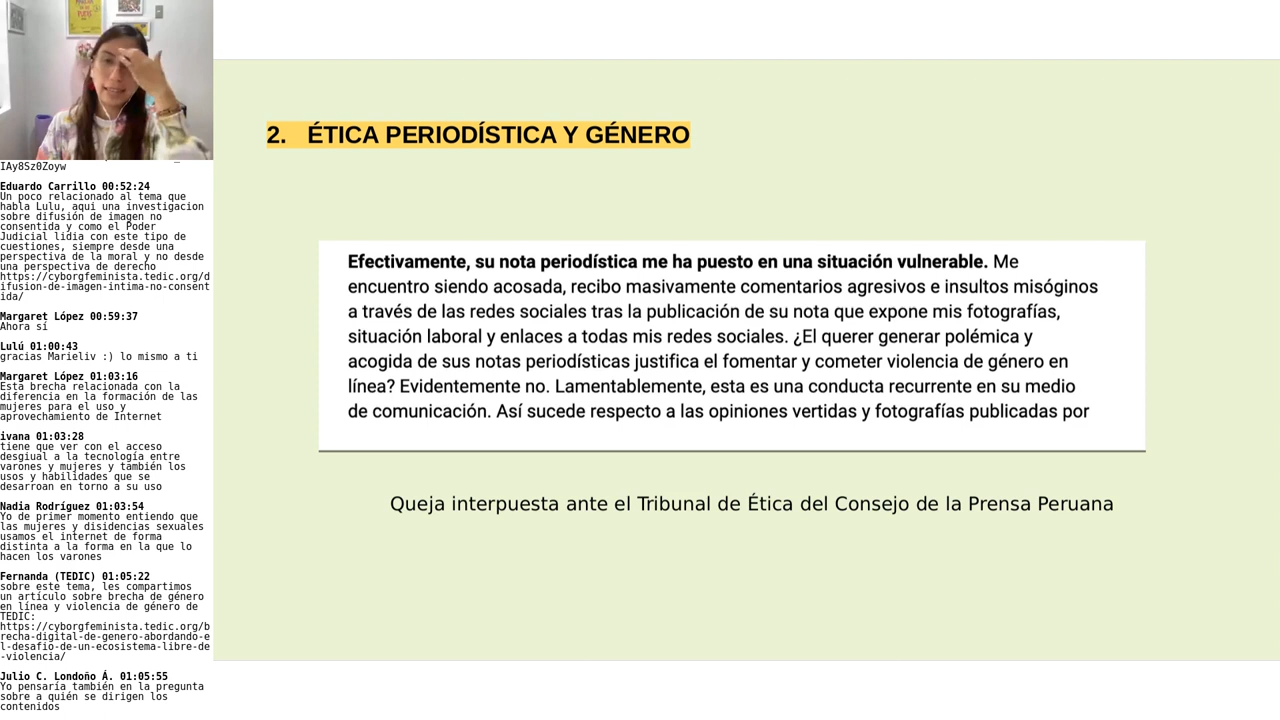 IAy8Sz0Zoyw
Eduardo Carrillo 00:52:24
Un poco relacionado al tema que
habla Lulu, aqui una investigacion
sobre difusión de imagen no
consentida y como el Poder
Judicial lidia con este tipo de
cuestiones, siempre desde una
perspectiva de la moral y no desde
una perspectiva de derecho
https://cyborgfeminista.tedic.org/d
ifusion-de-imagen-intima-no-consent
ida/
Margaret López 00:59:37
Ahora sí
Lulú 01:00:43
gracias Marieliv :) lo mismo a ti
Margaret López 01:03:16
Esta brecha relacionada con la
diferencia en la formación de las
mujeres para el uso y
aprovechamiento de Internet
ivana 01:03:28
tiene que ver con el acceso
desgiual a la tecnología entre
varones y mujeres y también los
usos y habilidades que se
desarroan en torno a su uso
Nadia Rodríguez 01:03:54
Yo de primer momento entiendo que
las mujeres y disidencias sexuales
usamos el internet de forma
distinta a la forma en la que lo
hacen los varones
Fernanda (TEDIC) 01:05:22
sobre este tema, les compartimos
un artículo sobre brecha de género
en línea y violencia de género de
TEDIC:
https://cyborgfeminista.tedic.org/b
recha-digital-de-genero-abordando-e
l-desafio-de-un-ecosistema-libre-de
-violencia/
Julio C. Londoño Á. 01:05:55
Yo pensaría también en la pregunta
sobre a quién se dirigen los
contenidos
2. ÉTICA PERIODÍSTICA Y GÉNERO
Efectivamente, su nota periodística me ha puesto en una situación vulnerable. Me
encuentro siendo acosada, recibo masivamente comentarios agresivos e insultos misóginos
a través de las redes sociales tras la publicación de su nota que expone mis fotografías,
situación laboral y enlaces a todas mis redes sociales. ¿El querer generar polémica y
acogida de sus notas periodísticas justifica el fomentar y cometer violencia de género en
línea? Evidentemente no. Lamentablemente, esta es una conducta recurrente en su medio
de comunicación. Así sucede respecto a las opiniones vertidas y fotografías publicadas por
Queja interpuesta ante el Tribunal de Ética del Consejo de la Prensa Peruana